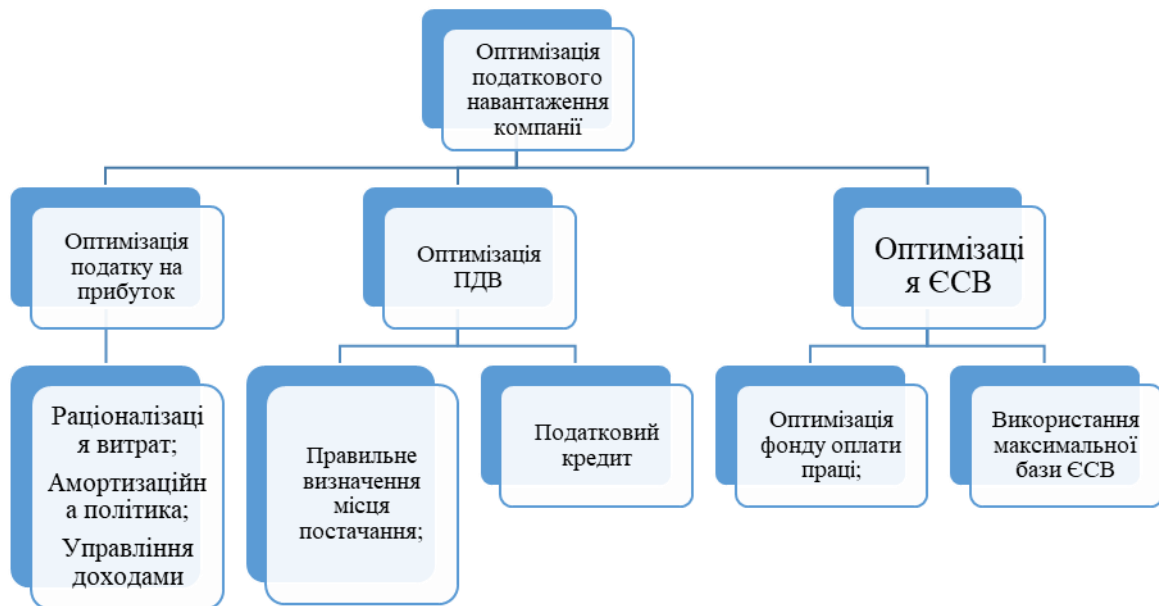 Оптимізація
податкового
навантаження
компанії
Оптимізація
податку на
прибуток
Оптимізація
ПДВ
Оптимізаці
я ЄСВ
Раціоналізаці
я витрат;
Амортизаційн
а політика;
Управління
доходами
Правильне
визначення
місця
постачання;
Податковий
кредит
Оптимізація
фонду оплати
праці;
Використання
максимальної
бази ЄСВ